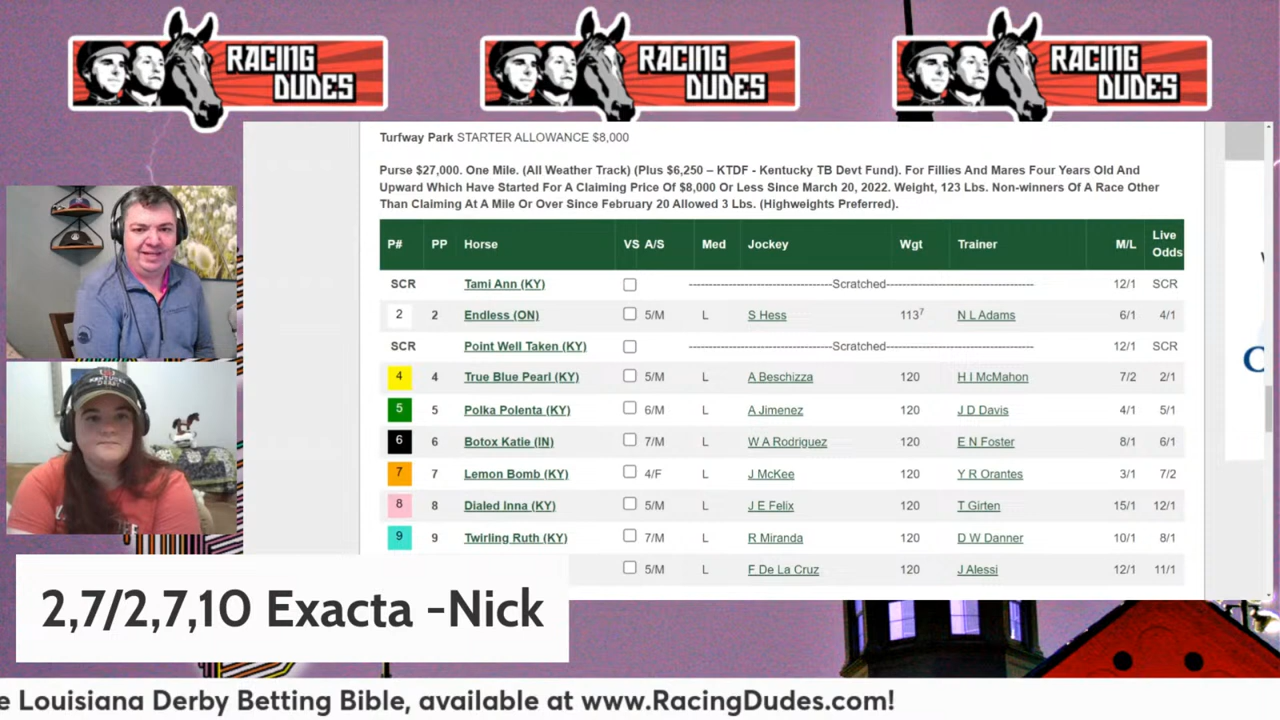 RACING DUDES
RACING DUDES
RACING DUDES
Turfway Park STARTER ALLOWANCE $8,000
Purse $27,000. One Mile. (All Weather Track) (Plus $6,250 – KTDF - Kentucky TB Devt Fund). For Fillies And Mares Four Years Old And
Upward Which Have Started For A Claiming Price Of $8,000 Or Less Since March 20, 2022. Weight, 123 Lbs. Non-winners Of A Race Other
Than Claiming At A Mile Or Over Since February 20 Allowed 3 Lbs. (Highweights Preferred).
P# PP Horse VS A/S Med Jockey Wgt Trainer M/L Live Odds
SCR Tami Ann (KY) Scratched 12/1 SCR
2 2 Endless (ON) 5/M L S Hess 113⁷ N L Adams 6/1 4/1
SCR Point Well Taken (KY) Scratched 12/1 SCR
4 4 True Blue Pearl (KY) 5/M L A Beschizza 120 H I McMahon 7/2 2/1
5 5 Polka Polenta (KY) 6/M L A Jimenez 120 J D Davis 4/1 5/1
6 6 Botox Katie (IN) 7/M L W A Rodriguez 120 E N Foster 8/1 6/1
7 7 Lemon Bomb (KY) 4/F L J McKee 120 Y R Orantes 3/1 7/2
8 8 Dialed Inna (KY) 5/M L J E Felix 120 T Girten 15/1 12/1
9 9 Twirling Ruth (KY) 7/M L R Miranda 120 D W Danner 10/1 8/1
5/M L F De La Cruz 120 J Alessi 12/1 11/1
2,7/2,7,10 Exacta -Nick
e Louisiana Derby Betting Bible, available at www.RacingDudes.com!